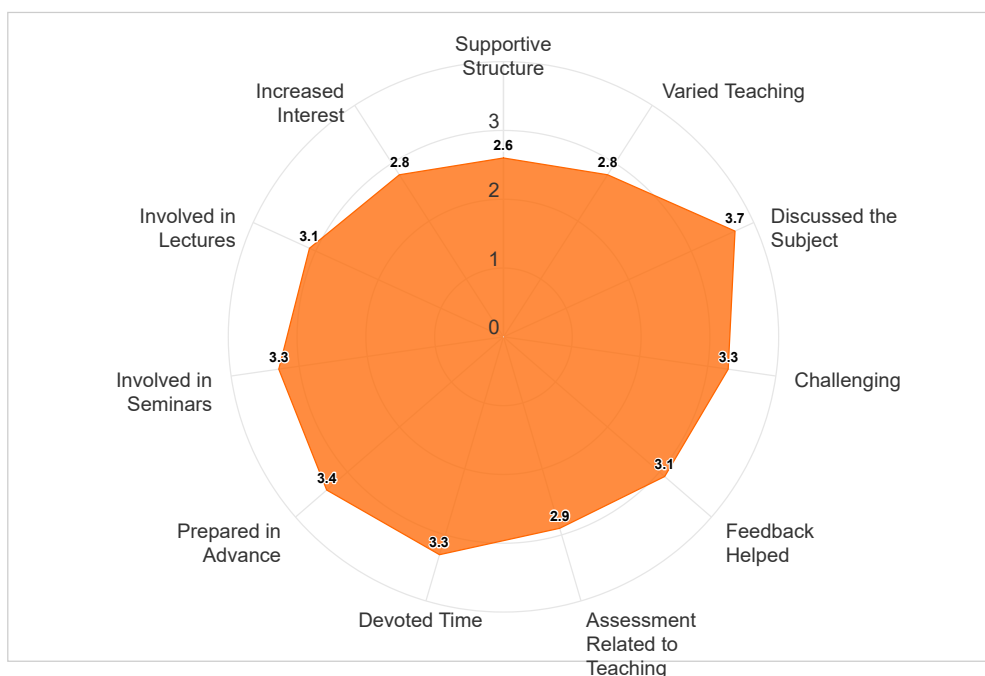 Supportive
Structure
Increased
Interest
Varied Teaching
3
2.6
2.8
2.8
2
Involved in
Lectures
3.1
3.7
Discussed the
Subject
1
0
Involved in
Seminars
3.3
3.3
Challenging
3.4
3.1
Prepared in
Advance
3.3
2.9
Feedback
Helped
Devoted Time
Assessment
Related to
Teaching